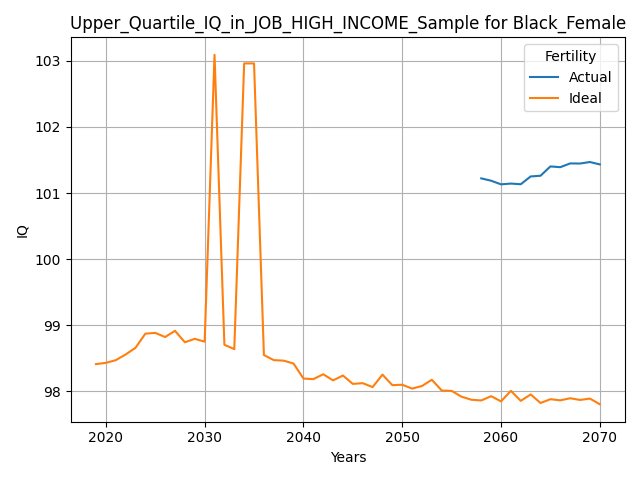 Upper_Quartile_IQ_in_JOB_HIGH_INCOME_Sample for Black_Female
Fertility
Actual
Ideal
103
102
101
100
99
98
IQ
2020 2030 2040 2050 2060 2070
Years